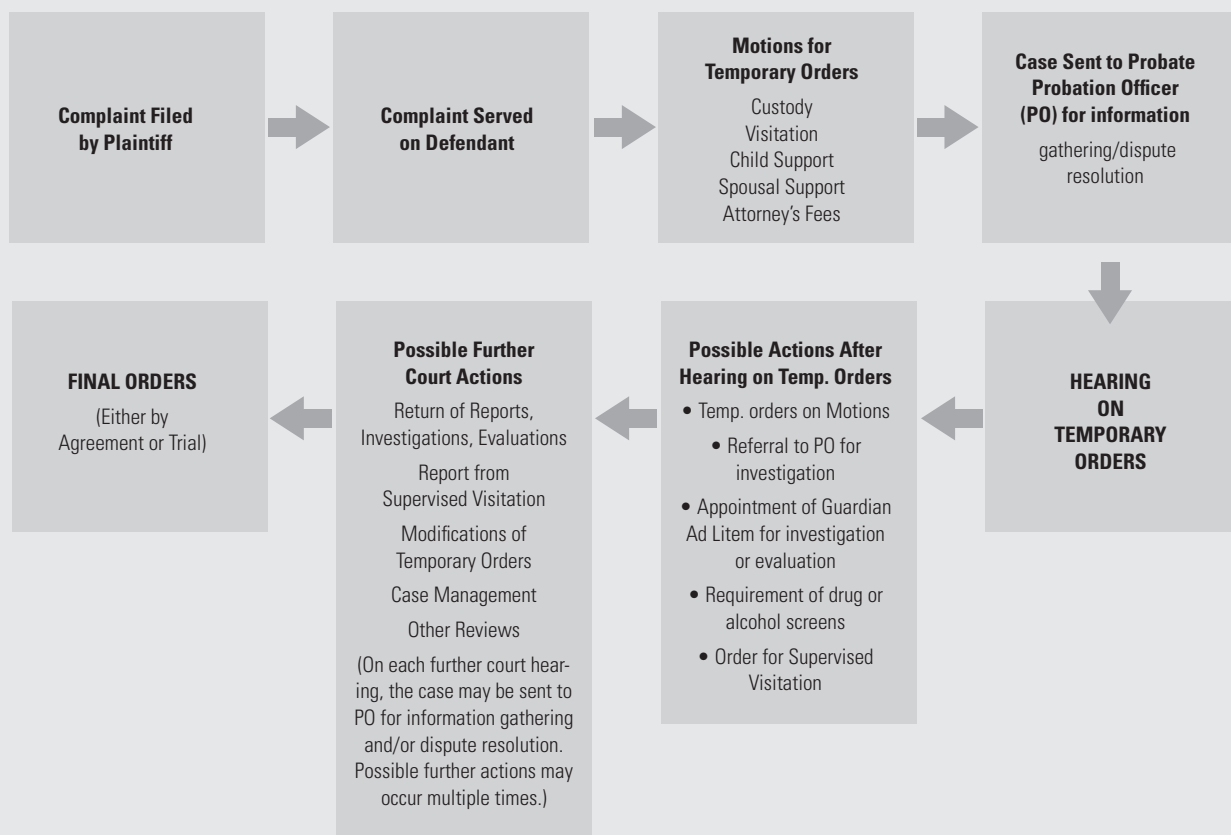 Complaint Filed
by Plaintiff
Complaint Served
on Defendant
Motions for
Temporary Orders
Custody
Visitation
Child Support
Spousal Support
Attorney's Fees
Case Sent to Probate
Probation Officer
(PO) for information
gathering/dispute
resolution
HEARING
ON
TEMPORARY
ORDERS
Possible Actions After
Hearing on Temp. Orders
• Temp. orders on Motions
• Referral to PO for
investigation
• Appointment of Guardian
Ad Litem for investigation
or evaluation
• Requirement of drug or
alcohol screens
• Order for Supervised
Visitation
Possible Further
Court Actions
Return of Reports,
Investigations, Evaluations
Report from
Supervised Visitation
Modifications of
Temporary Orders
Case Management
Other Reviews
(On each further court hear-
ing, the case may be sent to
PO for information gathering
and/or dispute resolution.
Possible further actions may
occur multiple times.)
FINAL ORDERS
(Either by
Agreement or Trial)